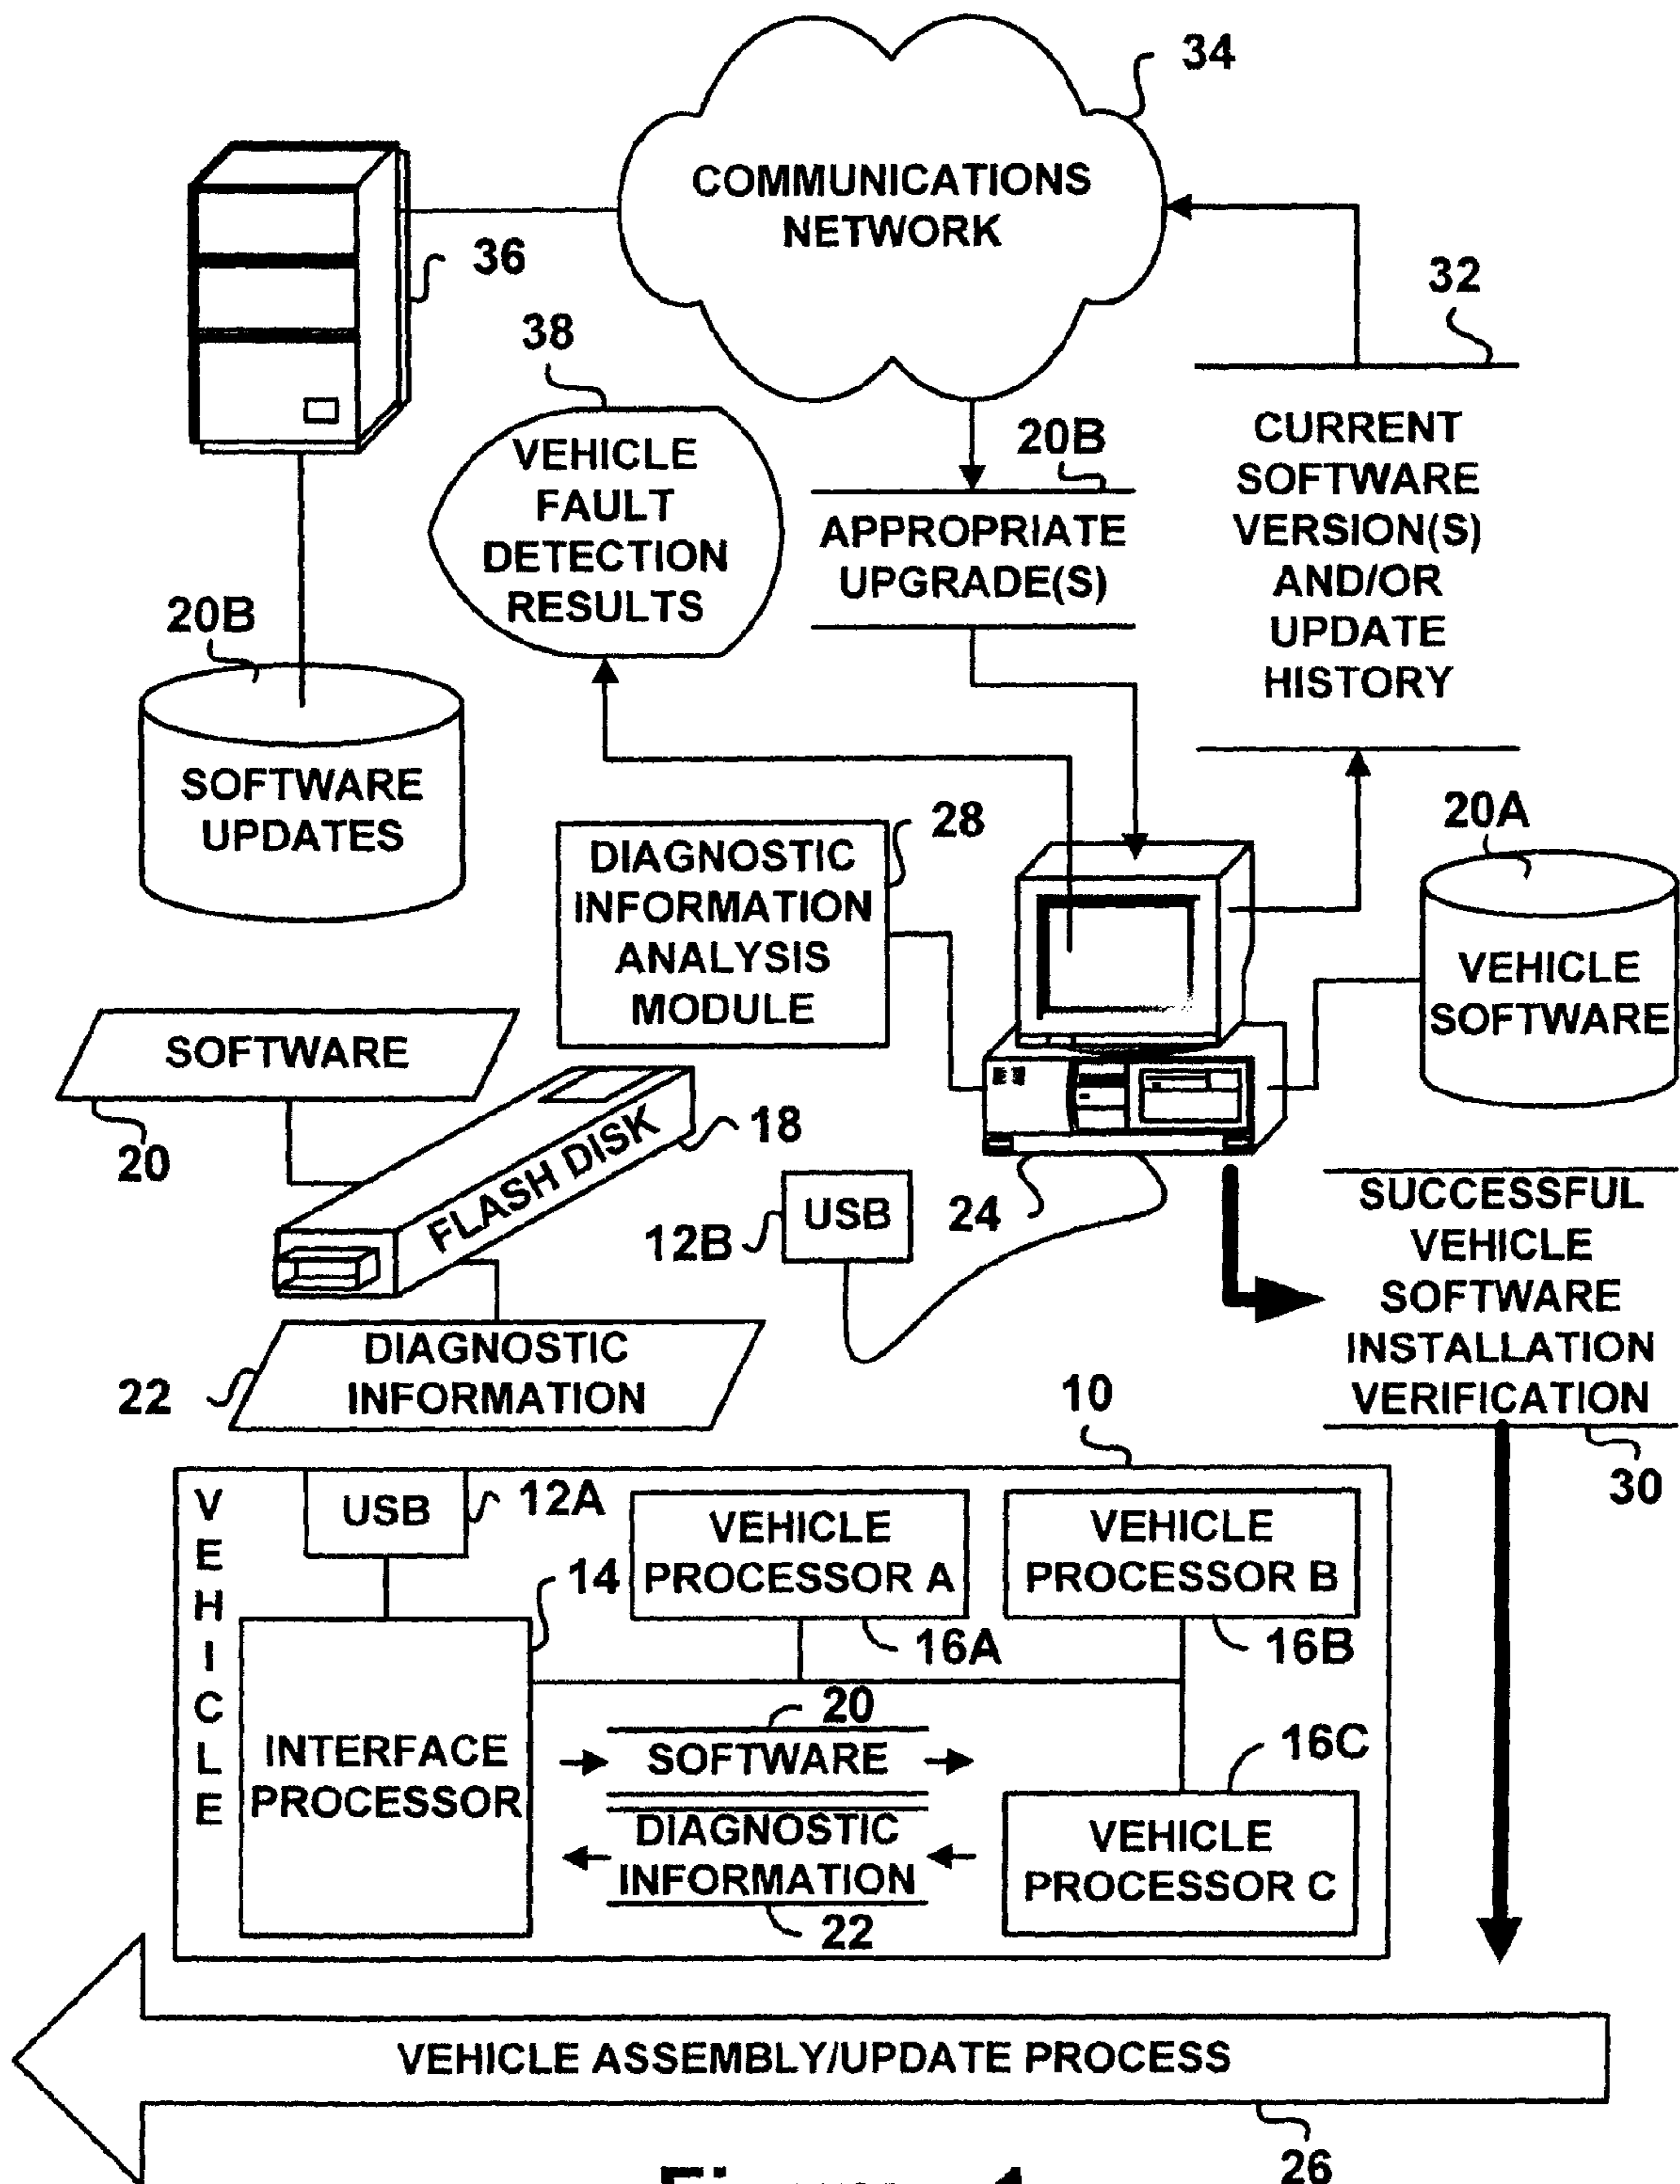 34
COMMUNICATIONS
NETWORK
36
32
38
20B
CURRENT
SOFTWARE
VERSION(S)
AND/OR
UPDATE
HISTORY
VEHICLE
FAULT
DETECTION
RESULTS
APPROPRIATE
UPGRADE(S)
20B
SOFTWARE
UPDATES
28
20A
DIAGNOSTIC
INFORMATION
ANALYSIS
MODULE
VEHICLE
SOFTWARE
SOFTWARE
20
FLASH DISK
18
USB
12B
24
SUCCESSFUL
VEHICLE
SOFTWARE
INSTALLATION
VERIFICATION
30
DIAGNOSTIC
INFORMATION
22
10
VEHICLE
USB
12A
VEHICLE
PROCESSOR A
VEHICLE
PROCESSOR B
14
16A
16B
20
SOFTWARE
16C
INTERFACE
PROCESSOR
DIAGNOSTIC
INFORMATION
22
VEHICLE
PROCESSOR C
VEHICLE ASSEMBLY/UPDATE PROCESS
26